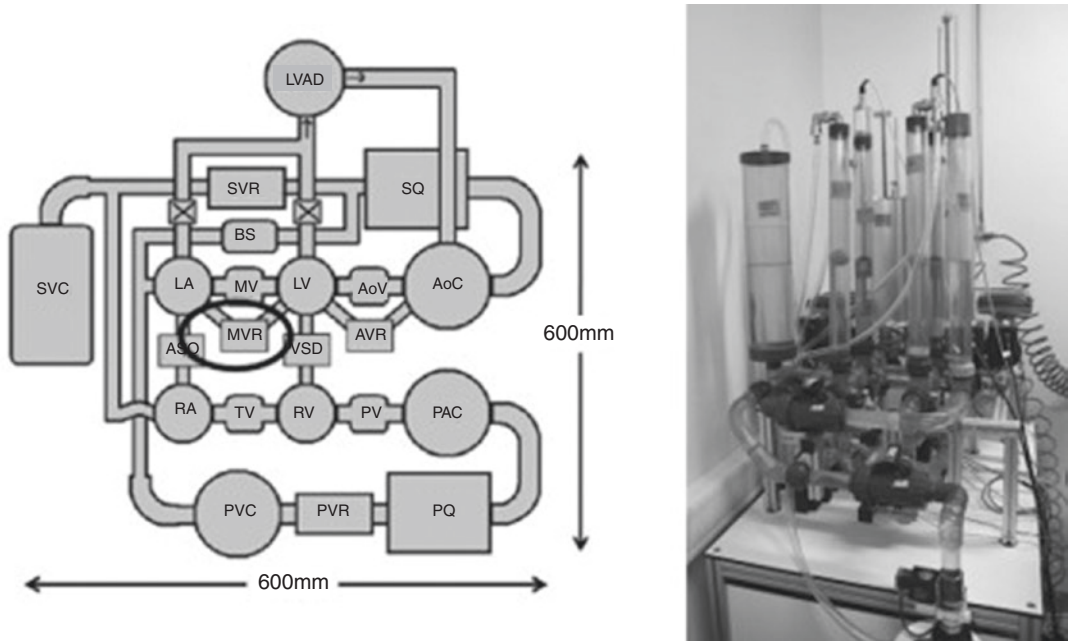 LVAD
SVR
SQ
BS
SVC
LA
MV
LV
AoV
AoC
MVR
AVR
ASO
VSD
600mm
RA
TV
RV
PV
PAC
PVC
PVR
PQ
600mm